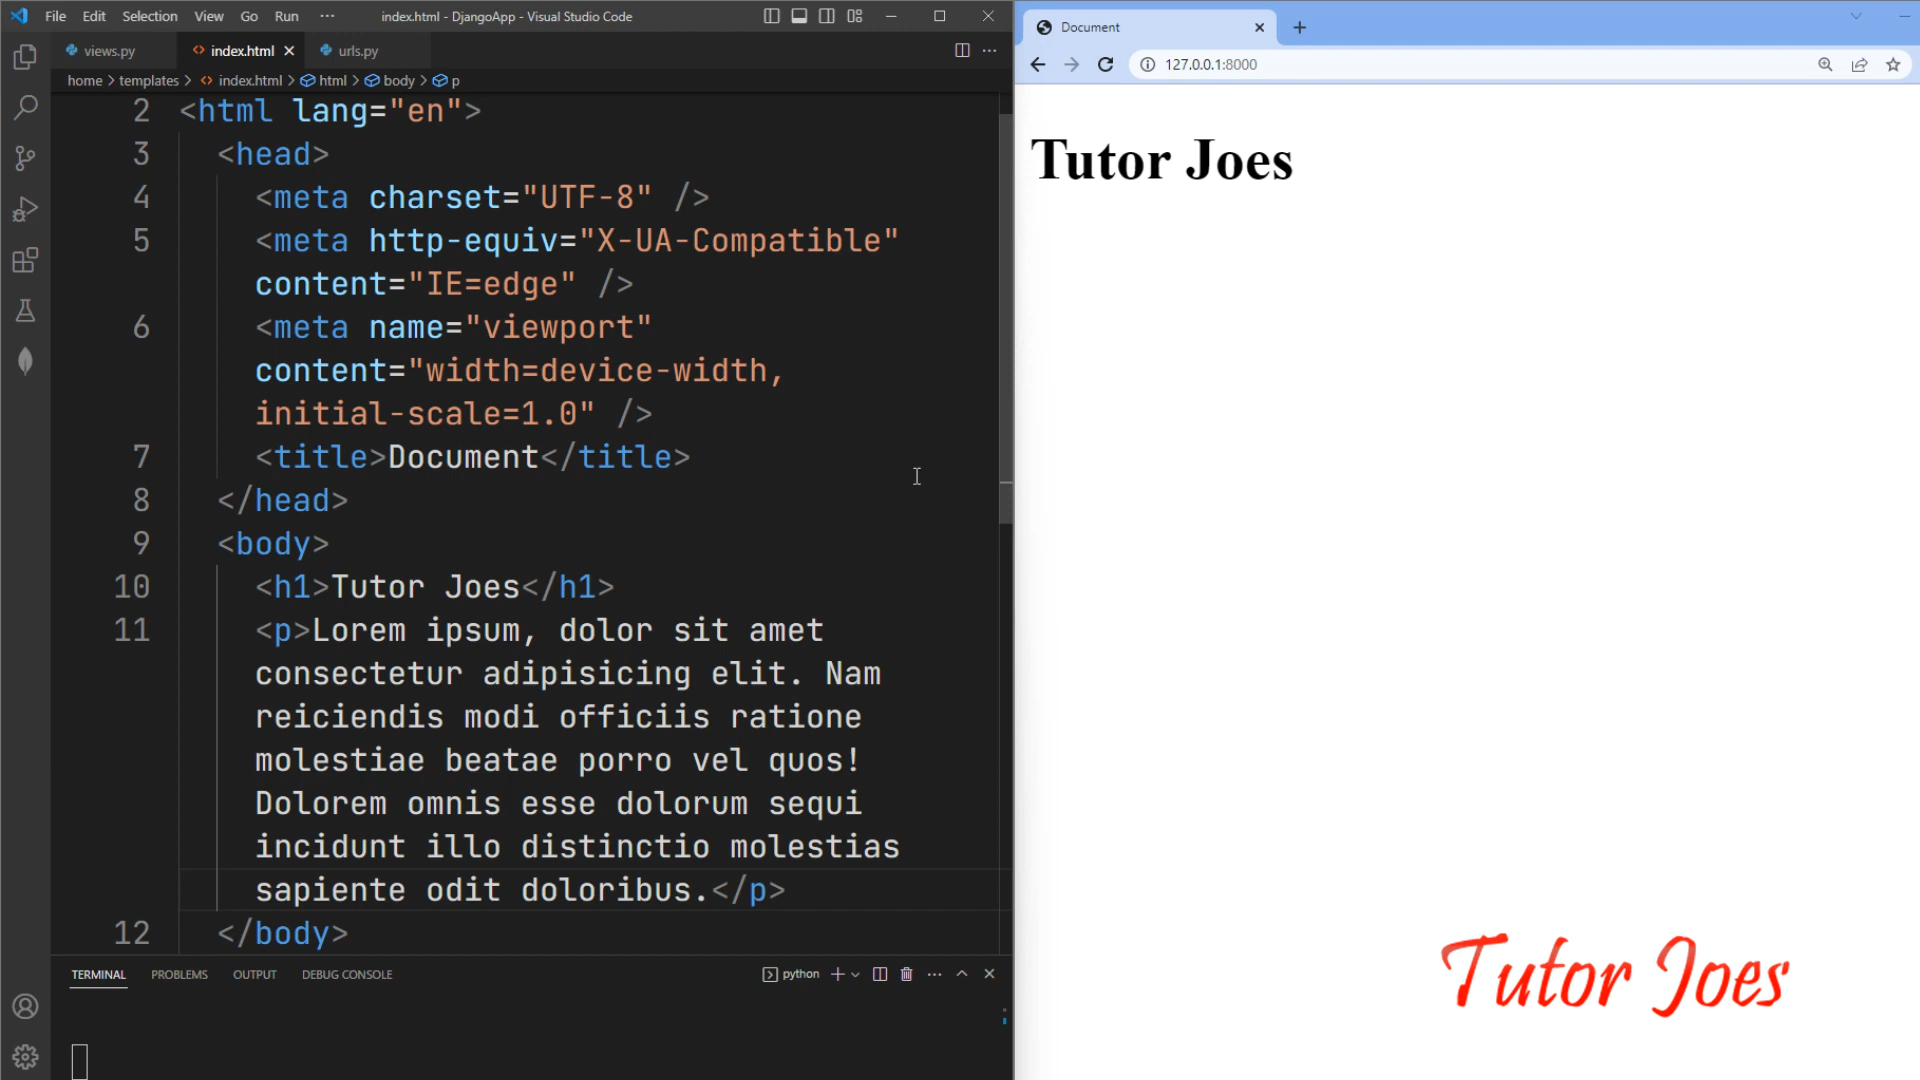 File Edit Selection View Go Run ··· index.html - DjangoApp - Visual Studio Code
views.py index.html urls.py
home > templates > index.html > html > body > p
2 <html lang="en">
3 <head>
4 <meta charset="UTF-8" />
5 <meta http-equiv="X-UA-Compatible"
content="IE=edge" />
6 <meta name="viewport"
content="width=device-width,
initial-scale=1.0" />
7 <title>Document</title>
8 </head>
9 <body>
10 <h1>Tutor Joes</h1>
11 <p>Lorem ipsum, dolor sit amet
consectetur adipisicing elit. Nam
reiciendis modi officiis ratione
molestiae beatae porro vel quos!
Dolorem omnis esse dolorum sequi
incidunt illo distinctio molestias
sapiente odit doloribus.</p>
12 </body>
TERMINAL PROBLEMS OUTPUT DEBUG CONSOLE python
Document
127.0.0.1:8000
Tutor Joes
Tutor Joes